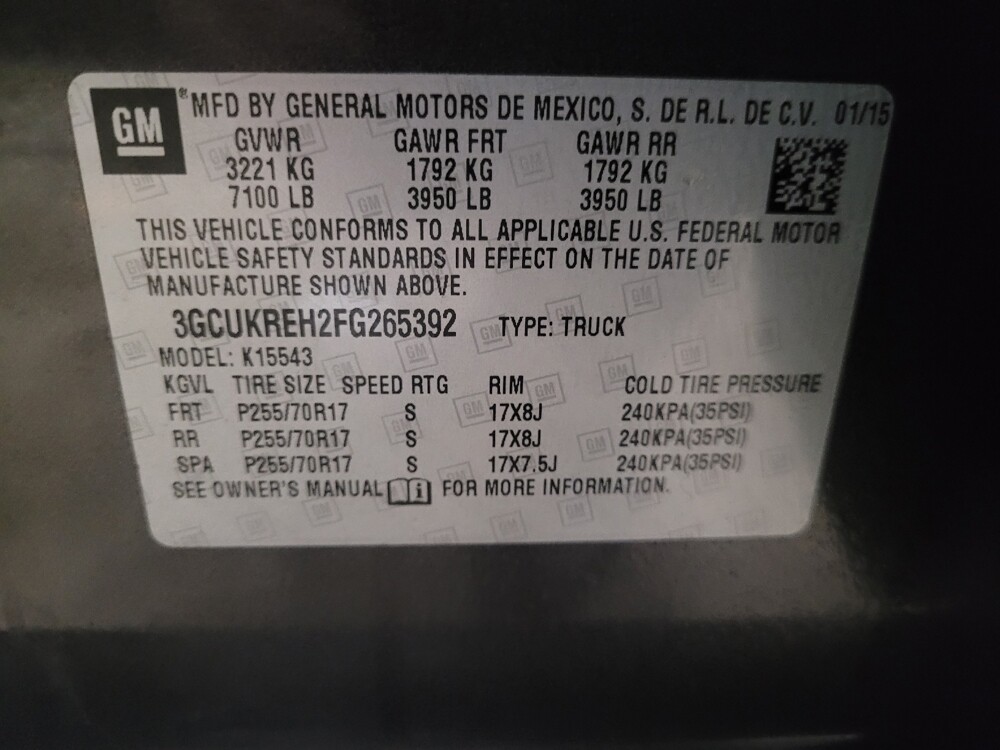 GM ® MFD BY GENERAL MOTORS DE MEXICO, S. DE R.L. DE C.V. 01/15
GVWR GAWR FRT GAWR RR
3221 KG 1792 KG 1792 KG
7100 LB 3950 LB 3950 LB
THIS VEHICLE CONFORMS TO ALL APPLICABLE U.S. FEDERAL MOTOR
VEHICLE SAFETY STANDARDS IN EFFECT ON THE DATE OF
MANUFACTURE SHOWN ABOVE.
3GCUKREH2FG265392 TYPE: TRUCK
MODEL: K15543
KGVL TIRE SIZE SPEED RTG RIM COLD TIRE PRESSURE
FRT P255/70R17 S 17X8J 240KPA(35PSI)
RR P255/70R17 S 17X8J 240KPA(35PSI)
SPA P255/70R17 S 17X7.5J 240KPA(35PSI)
SEE OWNER'S MANUAL i FOR MORE INFORMATION.